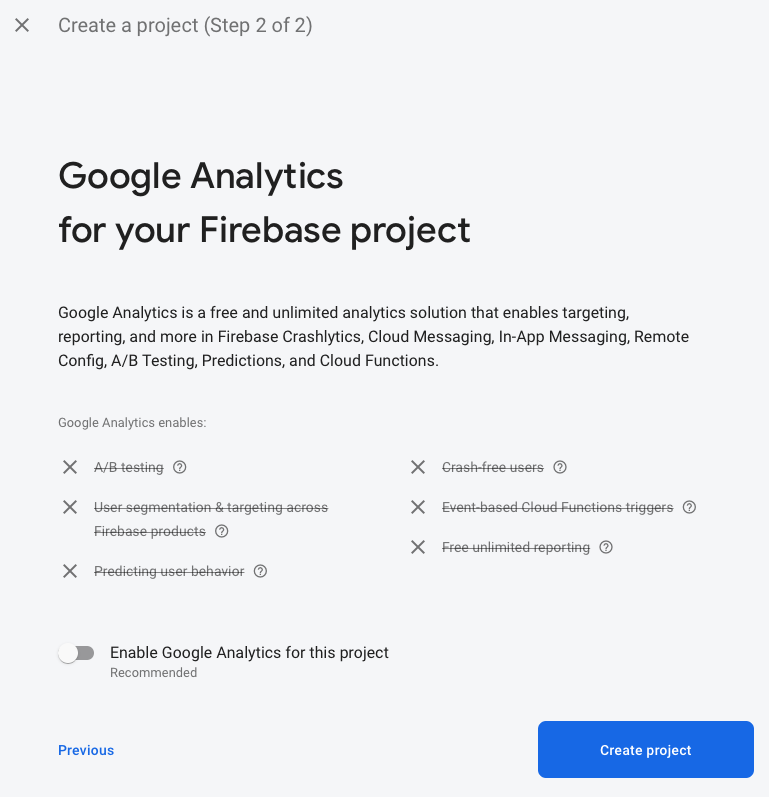 Create a project (Step 2 of 2)
Google Analytics
for your Firebase project
Google Analytics is a free and unlimited analytics solution that enables targeting,
reporting, and more in Firebase Crashlytics, Cloud Messaging, In-App Messaging, Remote
Config, A/B Testing, Predictions, and Cloud Functions.
Google Analytics enables:
A/B testing
User segmentation & targeting across
Firebase products
Predicting user behavior
Crash-free users
Event-based Cloud Functions triggers
Free unlimited reporting
Enable Google Analytics for this project
Recommended
Previous
Create project